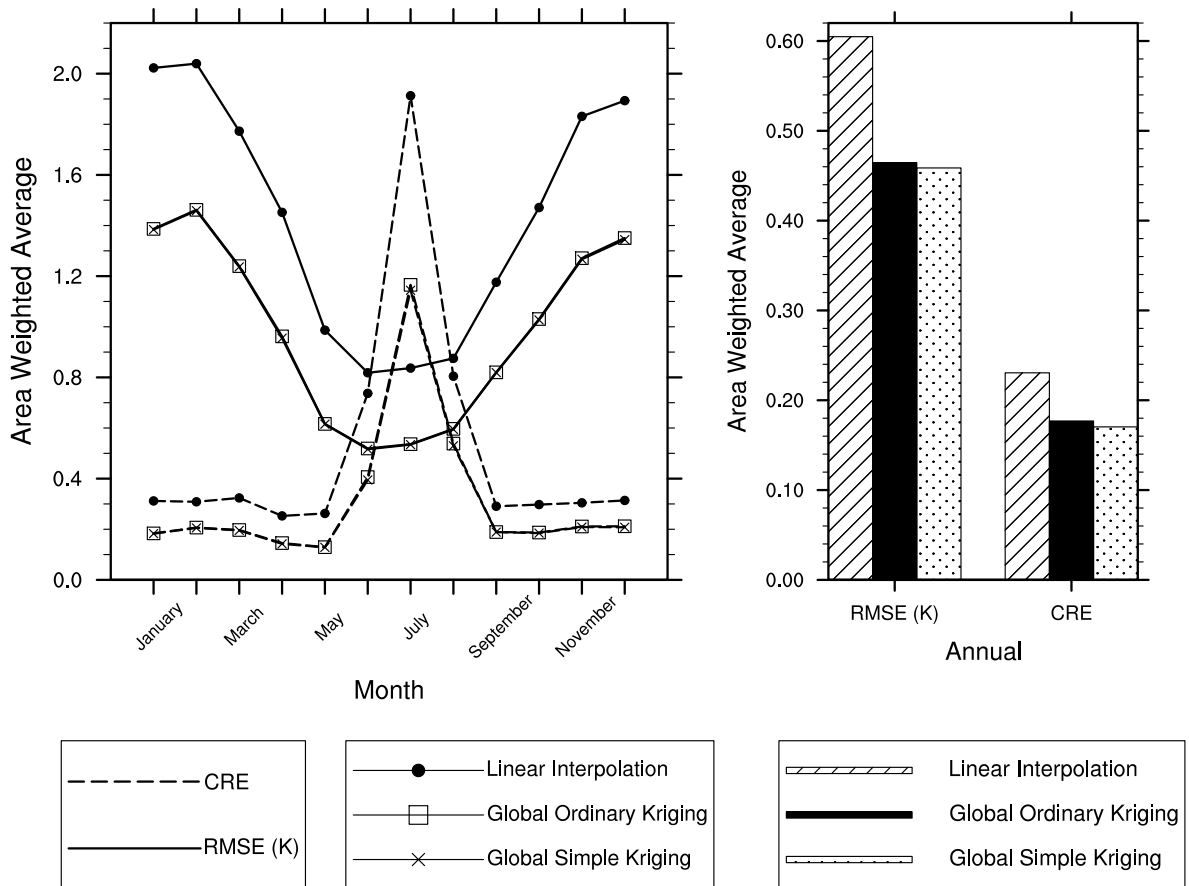 Area Weighted Average
2.0
1.6
1.2
0.8
0.4
0.0
January
March
May
July
September
November
Month
Area Weighted Average
0.60
0.50
0.40
0.30
0.20
0.10
0.00
RMSE (K)
CRE
Annual
CRE
RMSE (K)
Linear Interpolation
Global Ordinary Kriging
Global Simple Kriging
Linear Interpolation
Global Ordinary Kriging
Global Simple Kriging